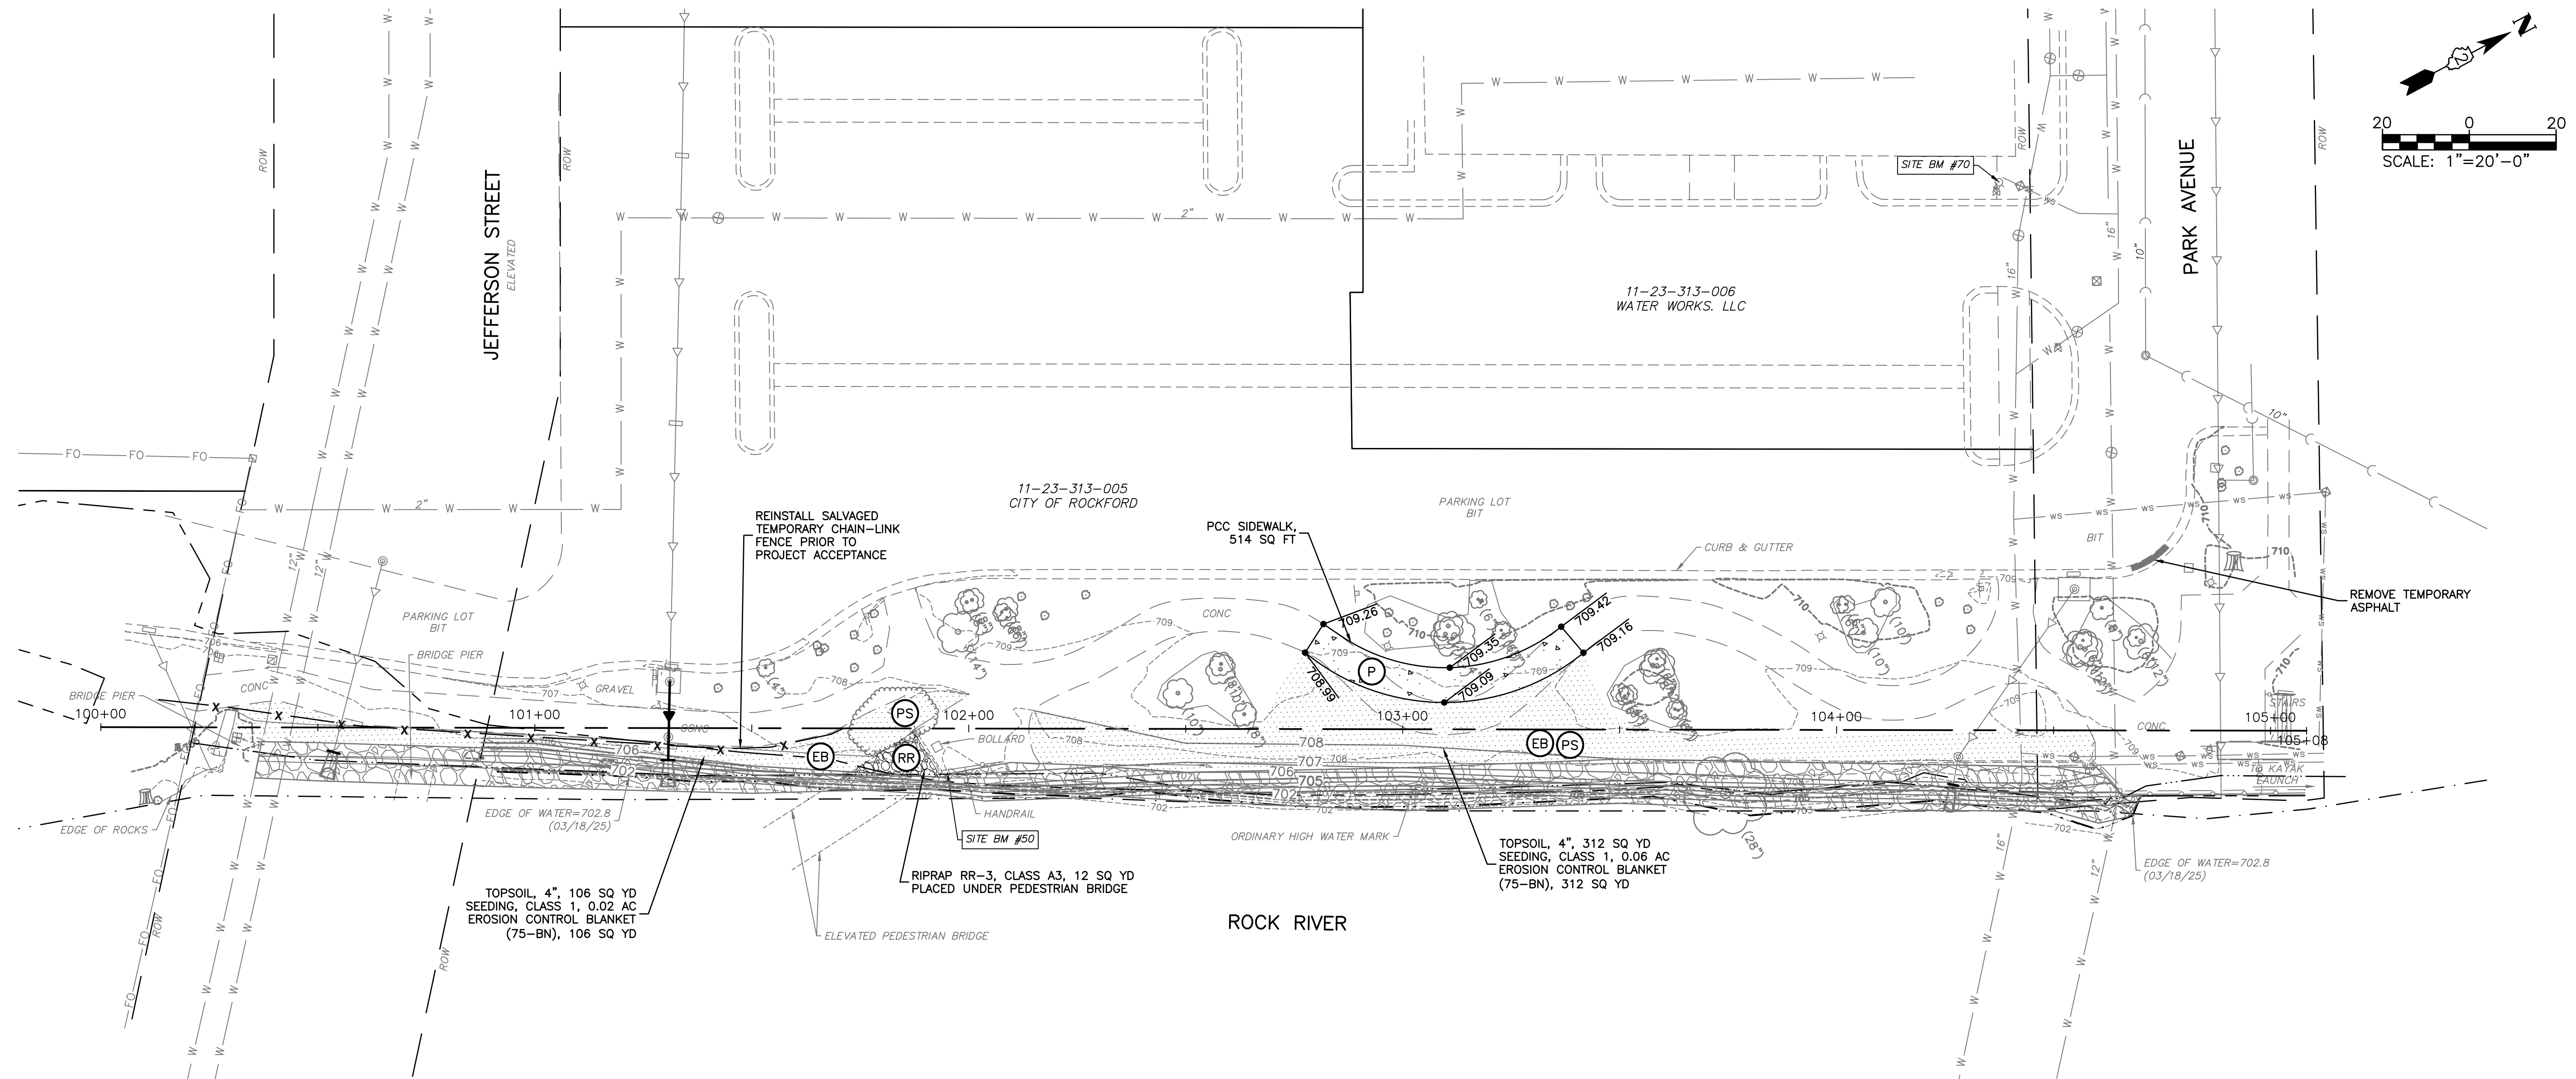 N
20 0 20
SCALE: 1"=20'-0"
JEFFERSON STREET
ELEVATED
PARK AVENUE
ROW
ROW
ROW
ROW
ROW
ROW
SITE BM #70
11-23-313-006
WATER WORKS. LLC
11-23-313-005
CITY OF ROCKFORD
PARKING LOT
BIT
REINSTALL SALVAGED
TEMPORARY CHAIN-LINK
FENCE PRIOR TO
PROJECT ACCEPTANCE
PCC SIDEWALK,
514 SQ FT
CURB & GUTTER
BIT
REMOVE TEMPORARY
ASPHALT
PARKING LOT
BIT
BRIDGE PIER
BRIDGE PIER
CONC
GRAVEL
CONC
CONC
CONC
STAIRS
709.26
709.35
709.42
709.16
709.09
708.99
P
PS
RR
EB
EB
PS
100+00
101+00
102+00
103+00
104+00
105+00
105+08
706
702
708
707
706
705
702
BOLLARD
HANDRAIL
TO KAYAK
LAUNCH
EDGE OF ROCKS
EDGE OF WATER=702.8
(03/18/25)
SITE BM #50
ORDINARY HIGH WATER MARK
EDGE OF WATER=702.8
(03/18/25)
RIPRAP RR-3, CLASS A3, 12 SQ YD
PLACED UNDER PEDESTRIAN BRIDGE
TOPSOIL, 4", 106 SQ YD
SEEDING, CLASS 1, 0.02 AC
EROSION CONTROL BLANKET
(75-BN), 106 SQ YD
TOPSOIL, 4", 312 SQ YD
SEEDING, CLASS 1, 0.06 AC
EROSION CONTROL BLANKET
(75-BN), 312 SQ YD
ELEVATED PEDESTRIAN BRIDGE
ROCK RIVER